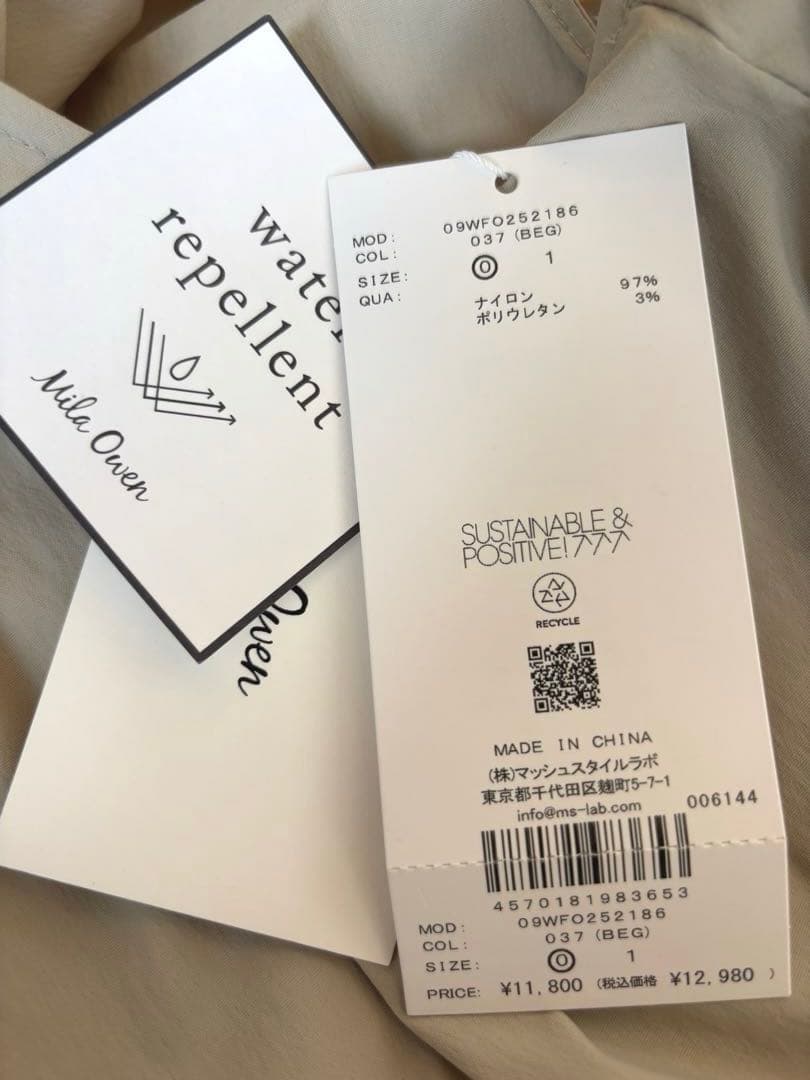 water
repellent
Mila Owen
Owen
MOD: 09WFO252186
COL: 037 (BEG)
SIZE: 0 1
QUA: ナイロン 97%
ポリウレタン 3%
SUSTAINABLE &
POSITIVE! ↗↗↗
RECYCLE
MADE IN CHINA
(株)マッシュスタイルラボ
東京都千代田区麹町5-7-1
info@ms-lab.com
006144
4570181983653
MOD: 09WFO252186
COL: 037 (BEG)
SIZE: 0 1
PRICE: ¥11,800 (税込価格 ¥12,980 )